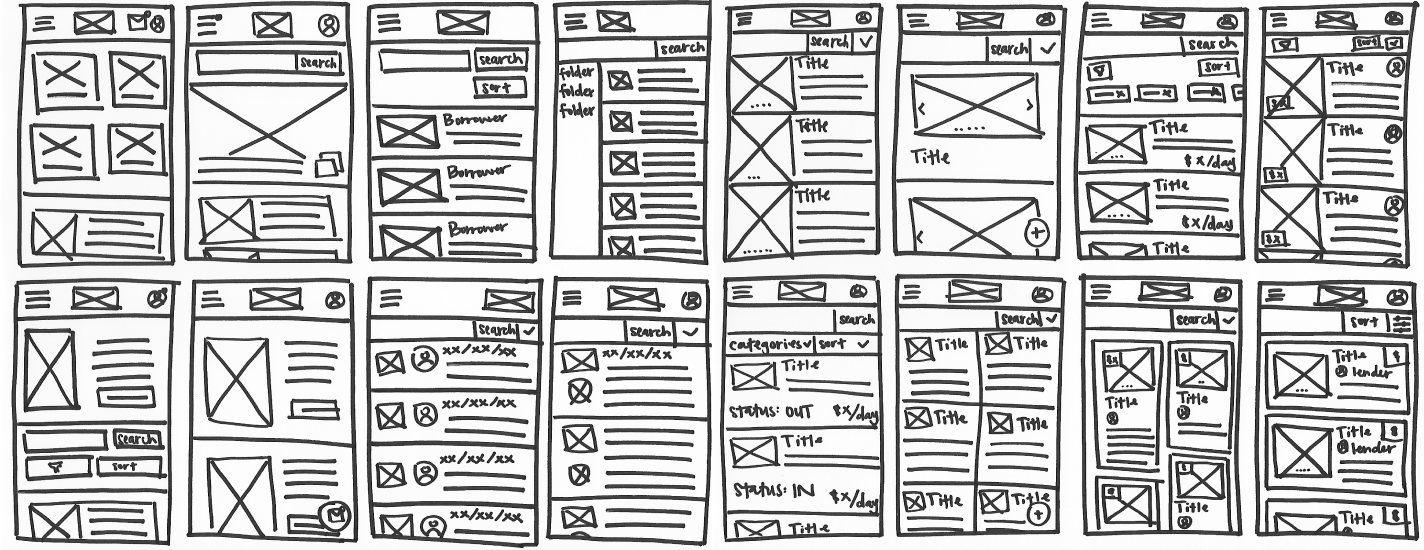 search
search
sort
Borrower
Borrower
Borrower
search
folder
folder
folder
search
Title
Title
Title
search
Title
search
sort
Title
$x/day
Title
$x/day
Title
sort
Title
$x
Title
$x
Title
$x
search
sort
search
xx/xx/xx
xx/xx/xx
xx/xx/xx
xx/xx/xx
search
xx/xx/xx
search
categories sort
Title
Status: OUT $x/day
Title
Status: IN $x/day
Title
search
Title Title
Title Title
Title Title
search
$x $
Title Title
$
$
Title
sort
Title $
lender
Title $
lender
Title $